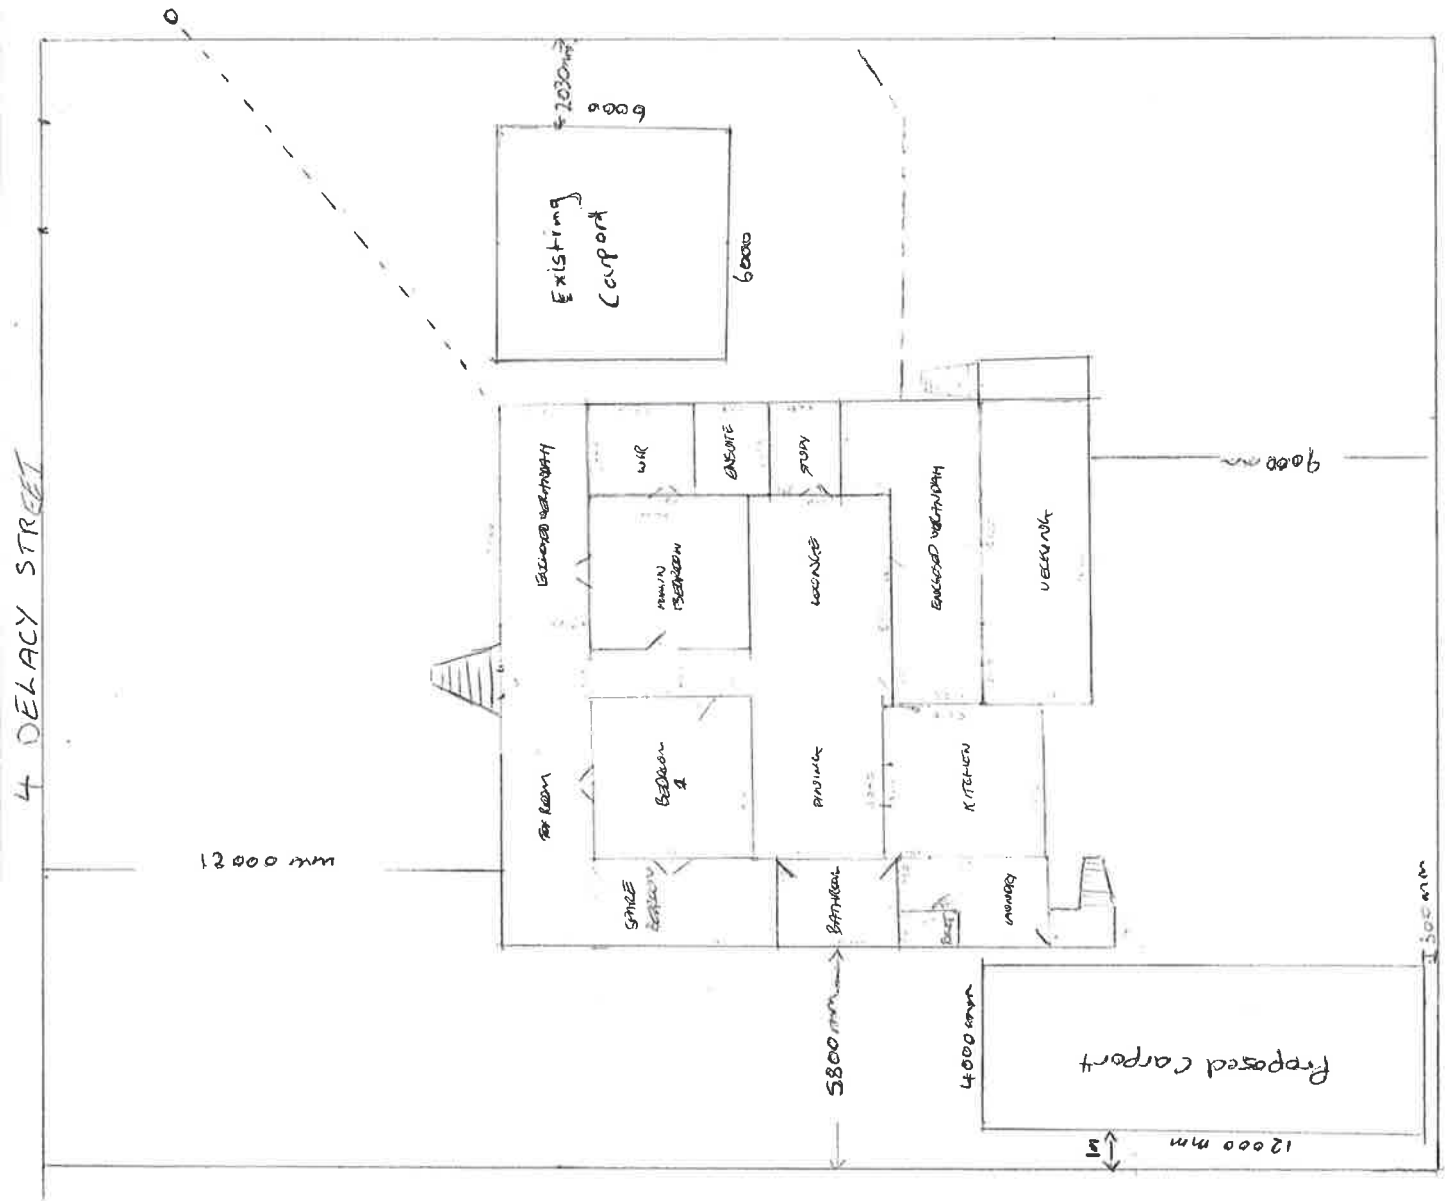 4 DELACY STREET
2030mm
6000
Existing
Carport
6000
ENCLOSED VERANDAH
WIR
ENSUITE
STUDY
MAIN
BEDROOM
LOUNGE
ENCLOSED VERANDAH
DECKING
9000mm
BEDROOM
2
DINING
KITCHEN
12000 mm
SPARE
BEDROOM
BATHROOM
LAUNDRY
5800mm
4000mm
Proposed Carport
12000 mm
1m
300mm